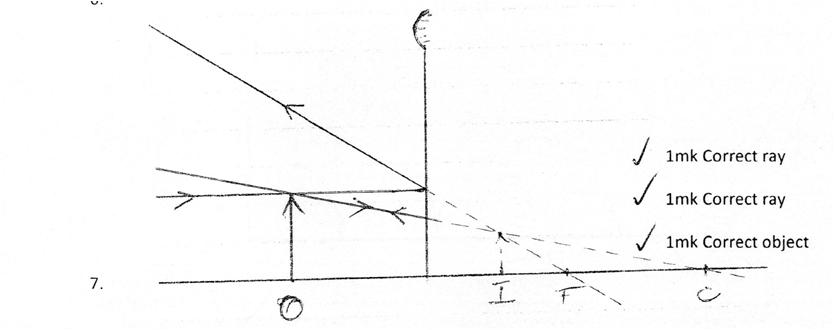 ✓ 1mk Correct ray
✓ 1mk Correct ray
✓ 1mk Correct object
7.
O I F C